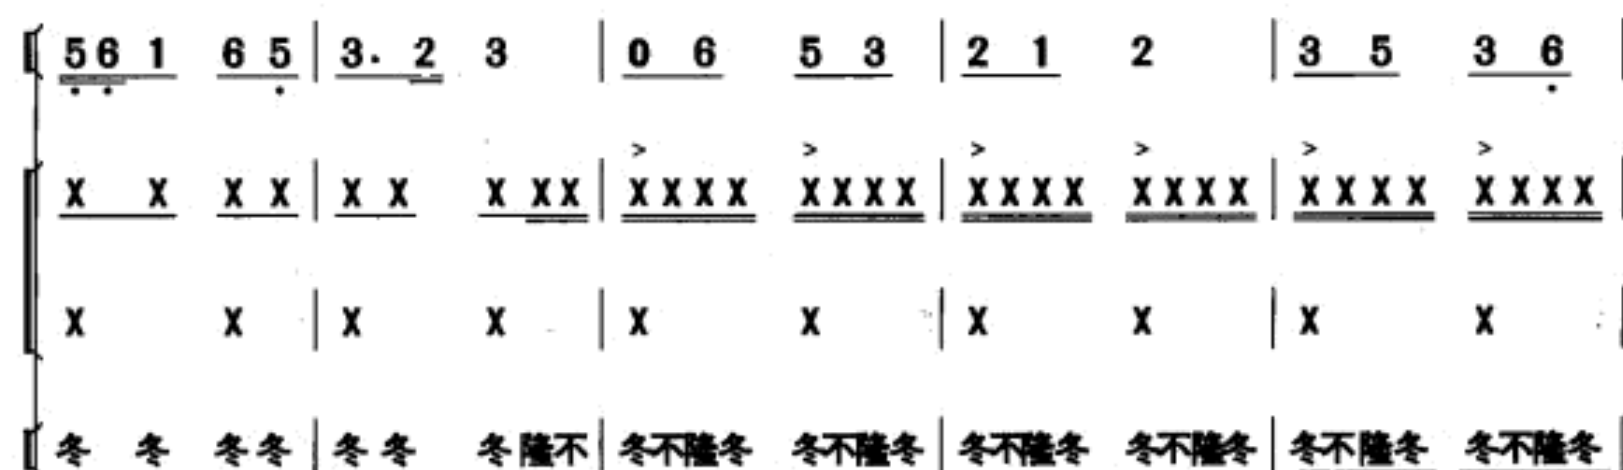 5 6 1 6 5 | 3. 2 3 | 0 6 5 3 | 2 1 2 | 3 5 3 6 |
> > > > > >
X X X X | X X X XX | XXXX XXXX | XXXX XXXX | XXXX XXXX |
X X | X X | X X | X X | X X |
冬 冬 冬冬 | 冬 冬 冬隆不 | 冬不隆冬 冬不隆冬 | 冬不隆冬 冬不隆冬 | 冬不隆冬 冬不隆冬